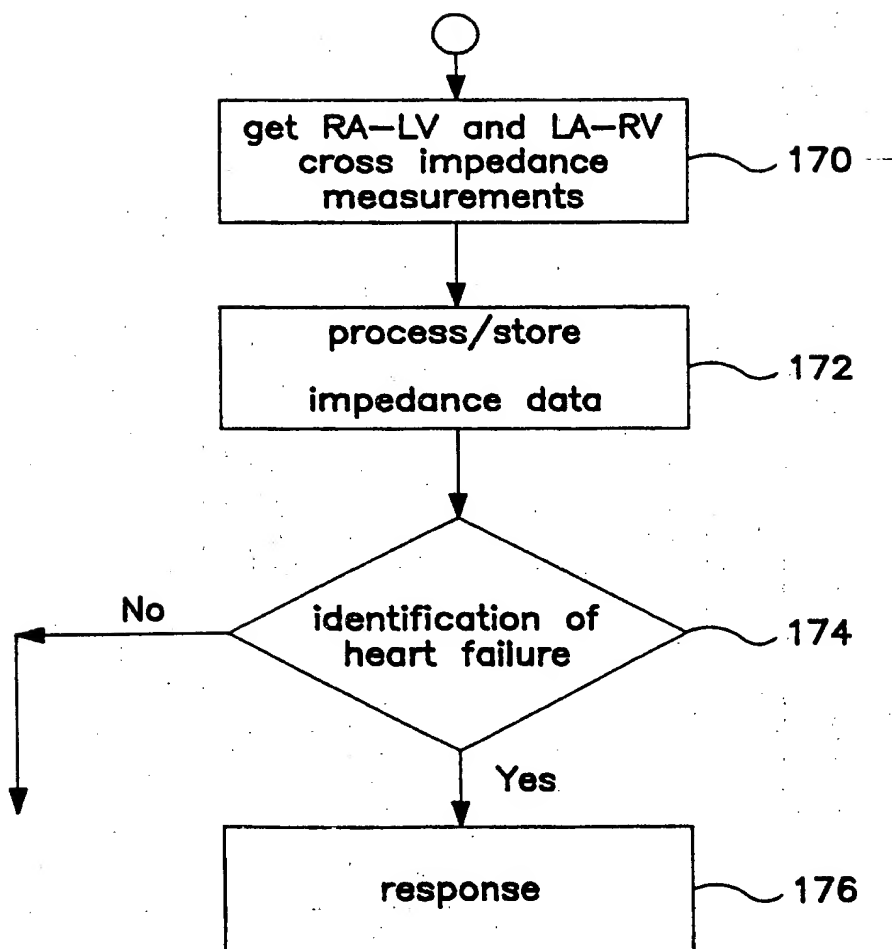 get RA-LV and LA-RV
cross impedance
measurements
170
process/store
impedance data
172
No
identification of
heart failure
174
Yes
response
176